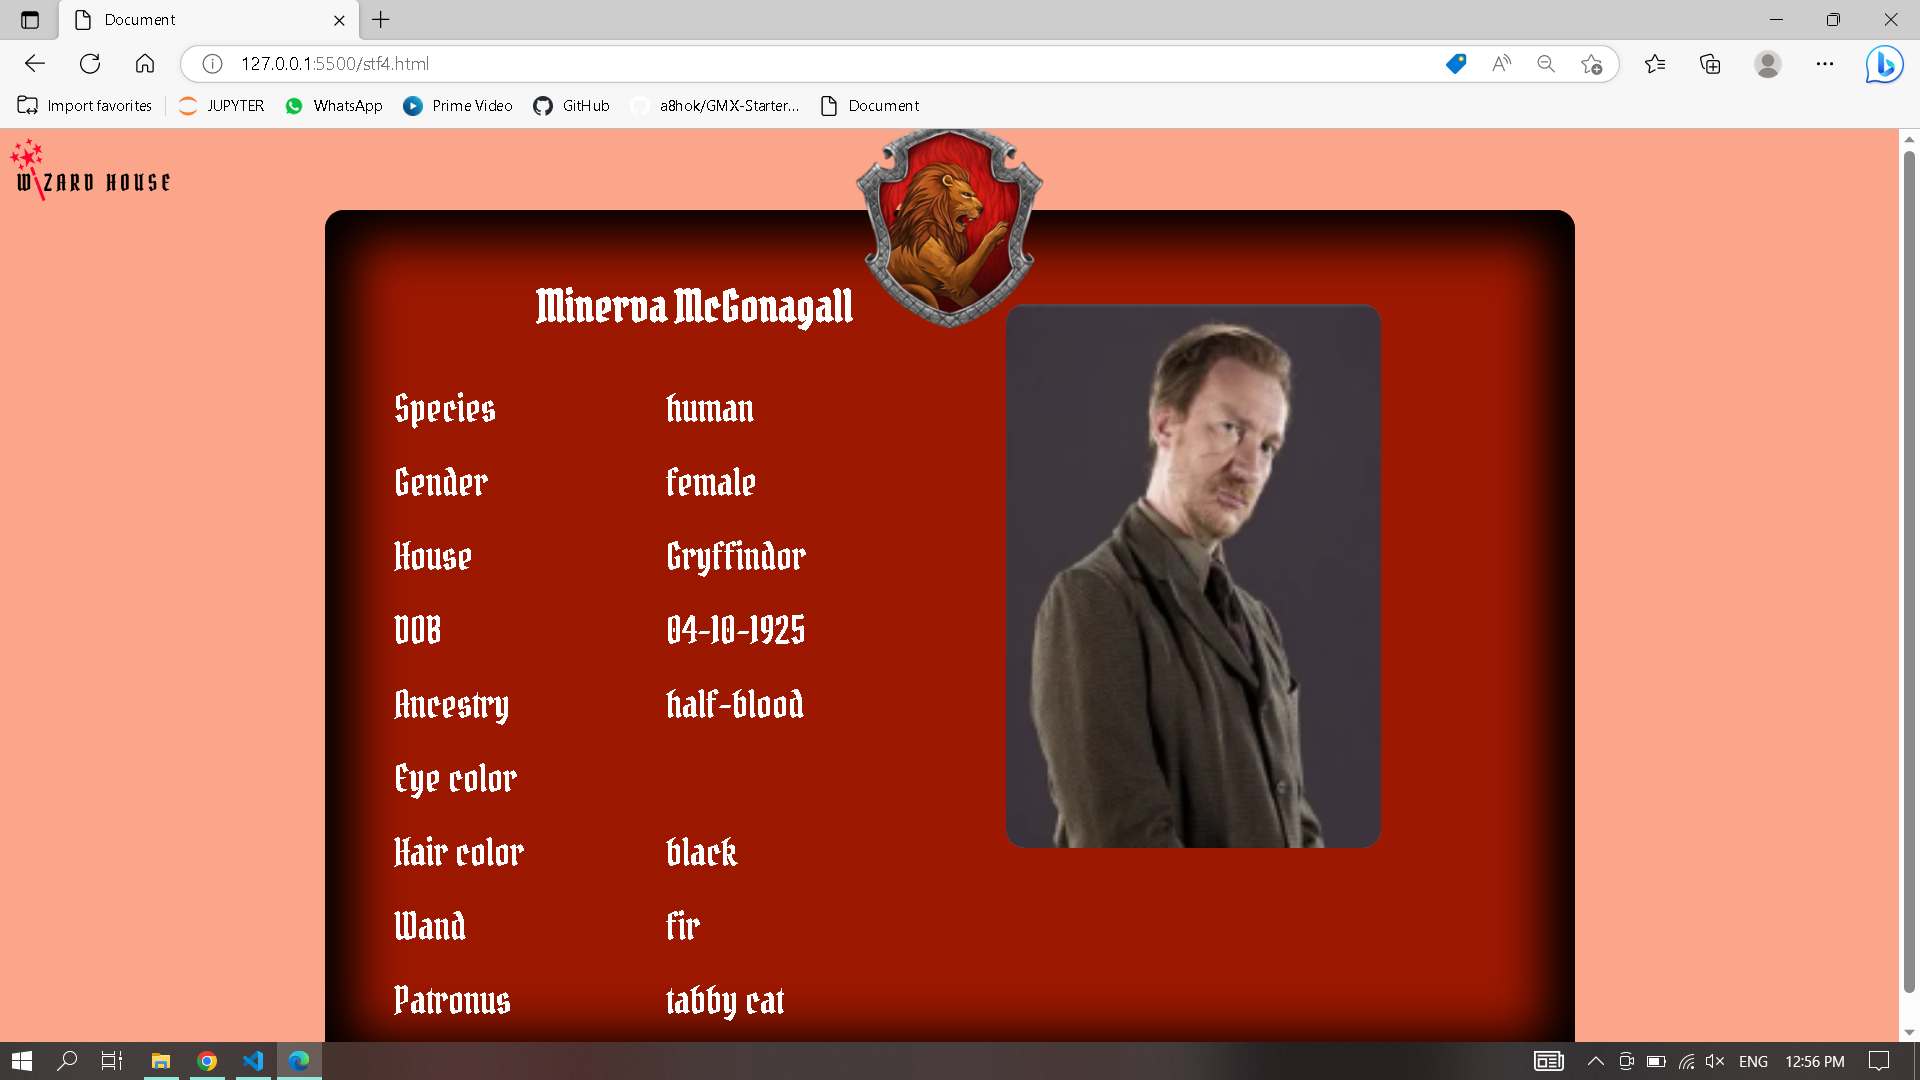 Document
127.0.0.1:5500/stf4.html
Import favorites JUPYTER WhatsApp Prime Video GitHub a8hok/GMX-Starter... Document
WIZARD HOUSE
Minerva McGonagall
Species human
Gender female
House Gryffindor
DOB 04-10-1925
Ancestry half-blood
Eye color
Hair color black
Wand fir
Patronus tabby cat
ENG 12:56 PM